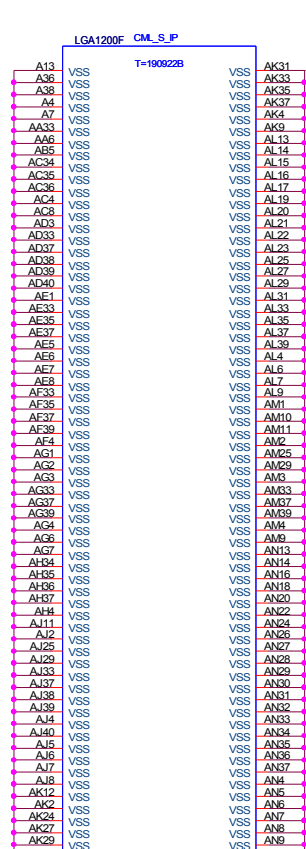 LGA1200F CML_S_IP
T=190922B
A13 VSS VSS AK31
A36 VSS VSS AK33
A38 VSS VSS AK35
A4 VSS VSS AK37
A7 VSS VSS AK4
AA33 VSS VSS AK9
AA6 VSS VSS AL13
AB5 VSS VSS AL14
AC34 VSS VSS AL15
AC35 VSS VSS AL16
AC36 VSS VSS AL17
AC4 VSS VSS AL19
AC8 VSS VSS AL20
AD3 VSS VSS AL21
AD33 VSS VSS AL22
AD37 VSS VSS AL23
AD38 VSS VSS AL25
AD39 VSS VSS AL27
AD40 VSS VSS AL29
AE1 VSS VSS AL31
AE33 VSS VSS AL33
AE35 VSS VSS AL35
AE37 VSS VSS AL37
AE5 VSS VSS AL39
AE6 VSS VSS AL4
AE7 VSS VSS AL6
AE8 VSS VSS AL7
AF33 VSS VSS AL9
AF35 VSS VSS AM1
AF37 VSS VSS AM10
AF39 VSS VSS AM11
AF4 VSS VSS AM2
AG1 VSS VSS AM25
AG2 VSS VSS AM29
AG3 VSS VSS AM3
AG33 VSS VSS AM33
AG37 VSS VSS AM37
AG39 VSS VSS AM39
AG4 VSS VSS AM4
AG6 VSS VSS AM9
AG7 VSS VSS AN13
AH34 VSS VSS AN14
AH35 VSS VSS AN16
AH36 VSS VSS AN18
AH37 VSS VSS AN20
AH4 VSS VSS AN22
AJ11 VSS VSS AN24
AJ2 VSS VSS AN26
AJ25 VSS VSS AN27
AJ29 VSS VSS AN28
AJ33 VSS VSS AN29
AJ37 VSS VSS AN30
AJ38 VSS VSS AN31
AJ39 VSS VSS AN32
AJ4 VSS VSS AN33
AJ40 VSS VSS AN34
AJ5 VSS VSS AN35
AJ6 VSS VSS AN36
AJ7 VSS VSS AN37
AJ8 VSS VSS AN4
AK12 VSS VSS AN5
AK2 VSS VSS AN6
AK24 VSS VSS AN7
AK27 VSS VSS AN8
AK29 VSS VSS AN9